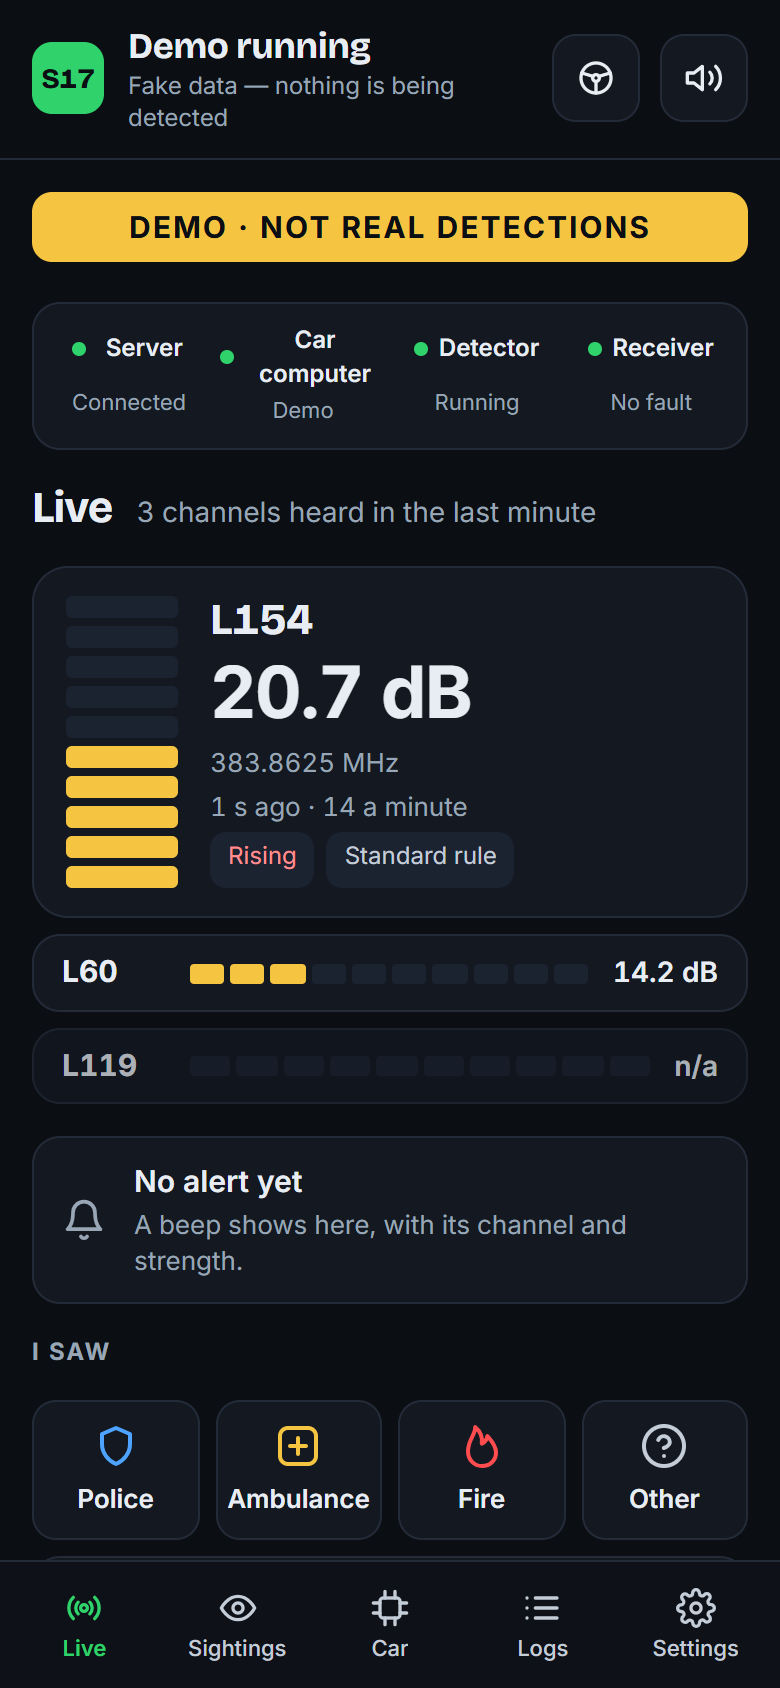 S17
Demo running
Fake data — nothing is being
detected
DEMO · NOT REAL DETECTIONS
Server
Connected
Car
computer
Demo
Detector
Running
Receiver
No fault
Live 3 channels heard in the last minute
L154
20.7 dB
383.8625 MHz
1 s ago · 14 a minute
Rising Standard rule
L60 14.2 dB
L119 n/a
No alert yet
A beep shows here, with its channel and
strength.
I SAW
Police Ambulance Fire Other
Live Sightings Car Logs Settings